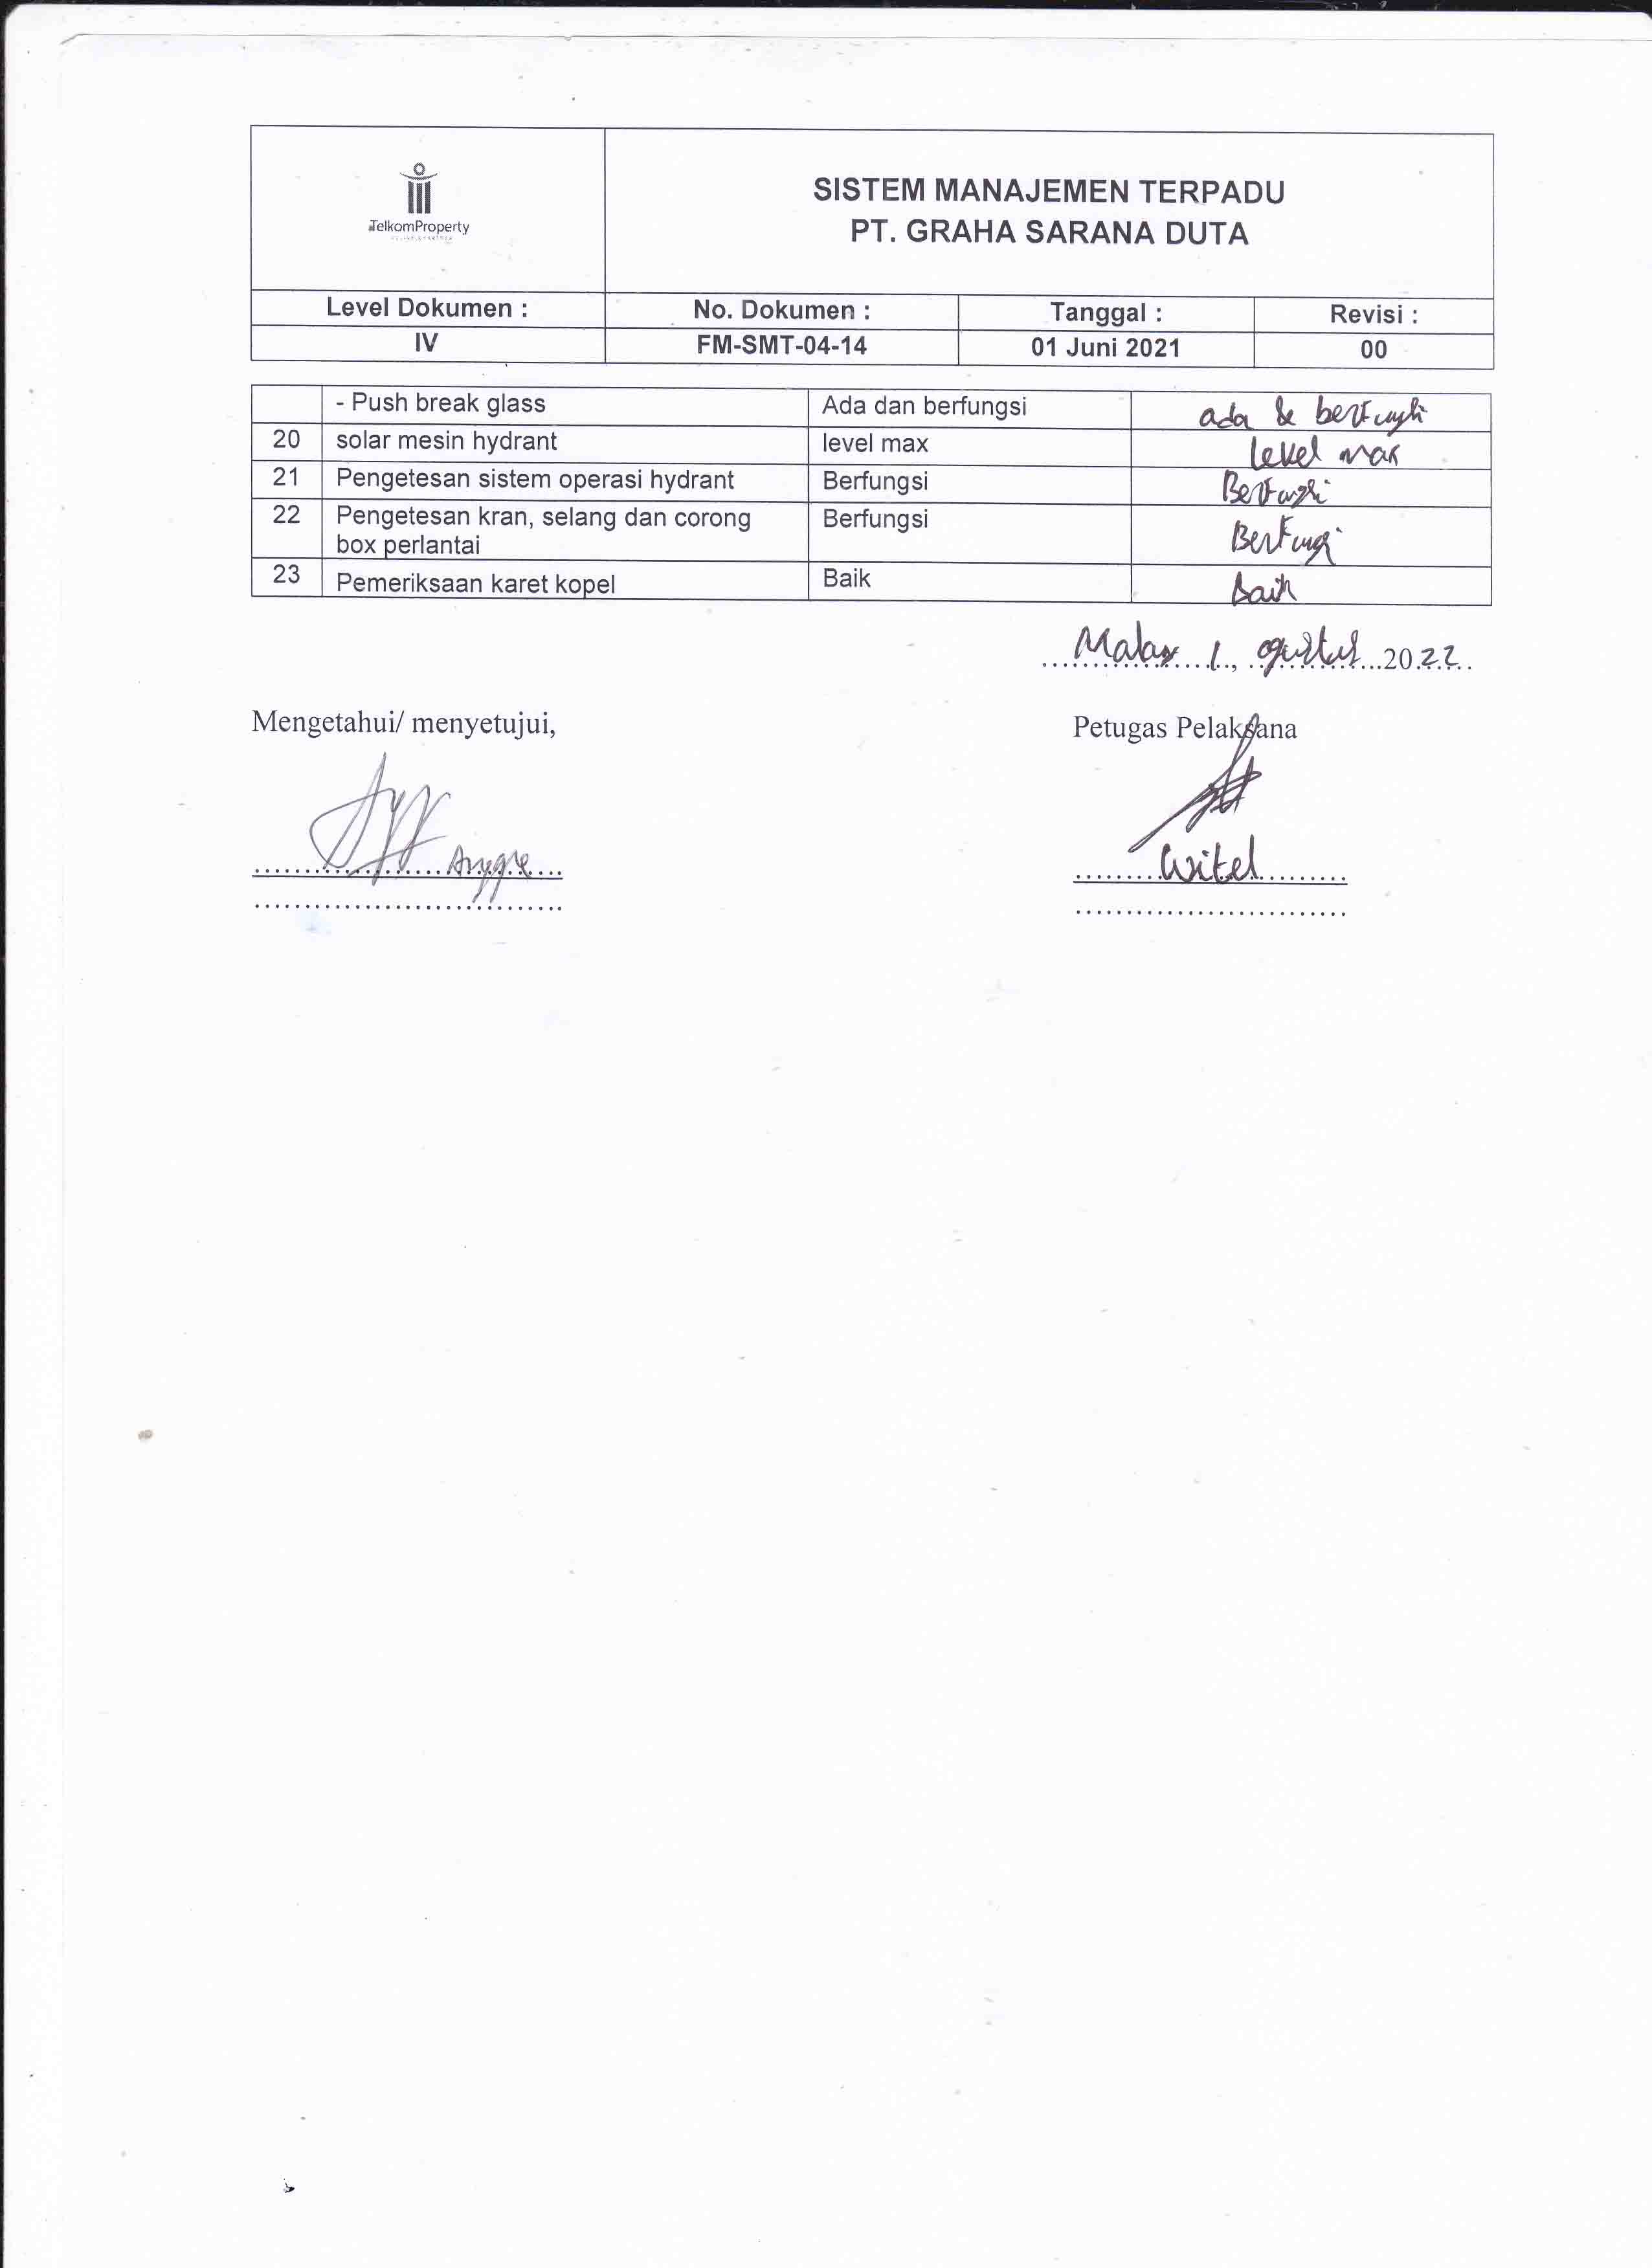 TelkomProperty
SISTEM MANAJEMEN TERPADU
PT. GRAHA SARANA DUTA
Level Dokumen : No. Dokumen : Tanggal : Revisi :
IV FM-SMT-04-14 01 Juni 2021 00
- Push break glass Ada dan berfungsi ada & berfungsi
20 solar mesin hydrant level max level max
21 Pengetesan sistem operasi hydrant Berfungsi Berfungsi
22 Pengetesan kran, selang dan corong Berfungsi Berfungsi
box perlantai
23 Pemeriksaan karet kopel Baik Baik
Malang 1, agustus 2022
Mengetahui/ menyetujui, Petugas Pelaksana
Witel